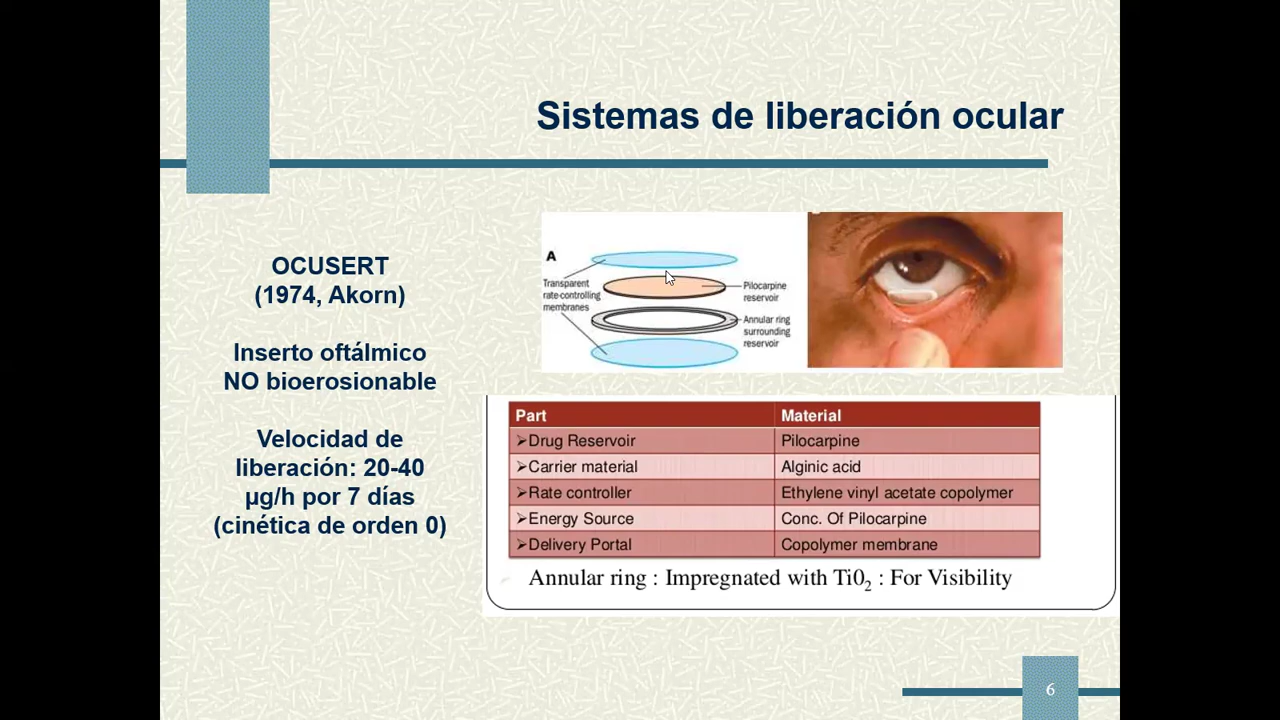 Sistemas de liberación ocular
OCUSERT
(1974, Akorn)
Inserto oftálmico
NO bioerosionable
Velocidad de
liberación: 20-40
µg/h por 7 días
(cinética de orden 0)
A
Transparent
rate-controlling
membranes
Pilocarpine
reservoir
Annular ring
surrounding
reservoir
Part Material
➢Drug Reservoir Pilocarpine
➢Carrier material Alginic acid
➢Rate controller Ethylene vinyl acetate copolymer
➢Energy Source Conc. Of Pilocarpine
➢Delivery Portal Copolymer membrane
Annular ring : Impregnated with Ti0₂ : For Visibility
6